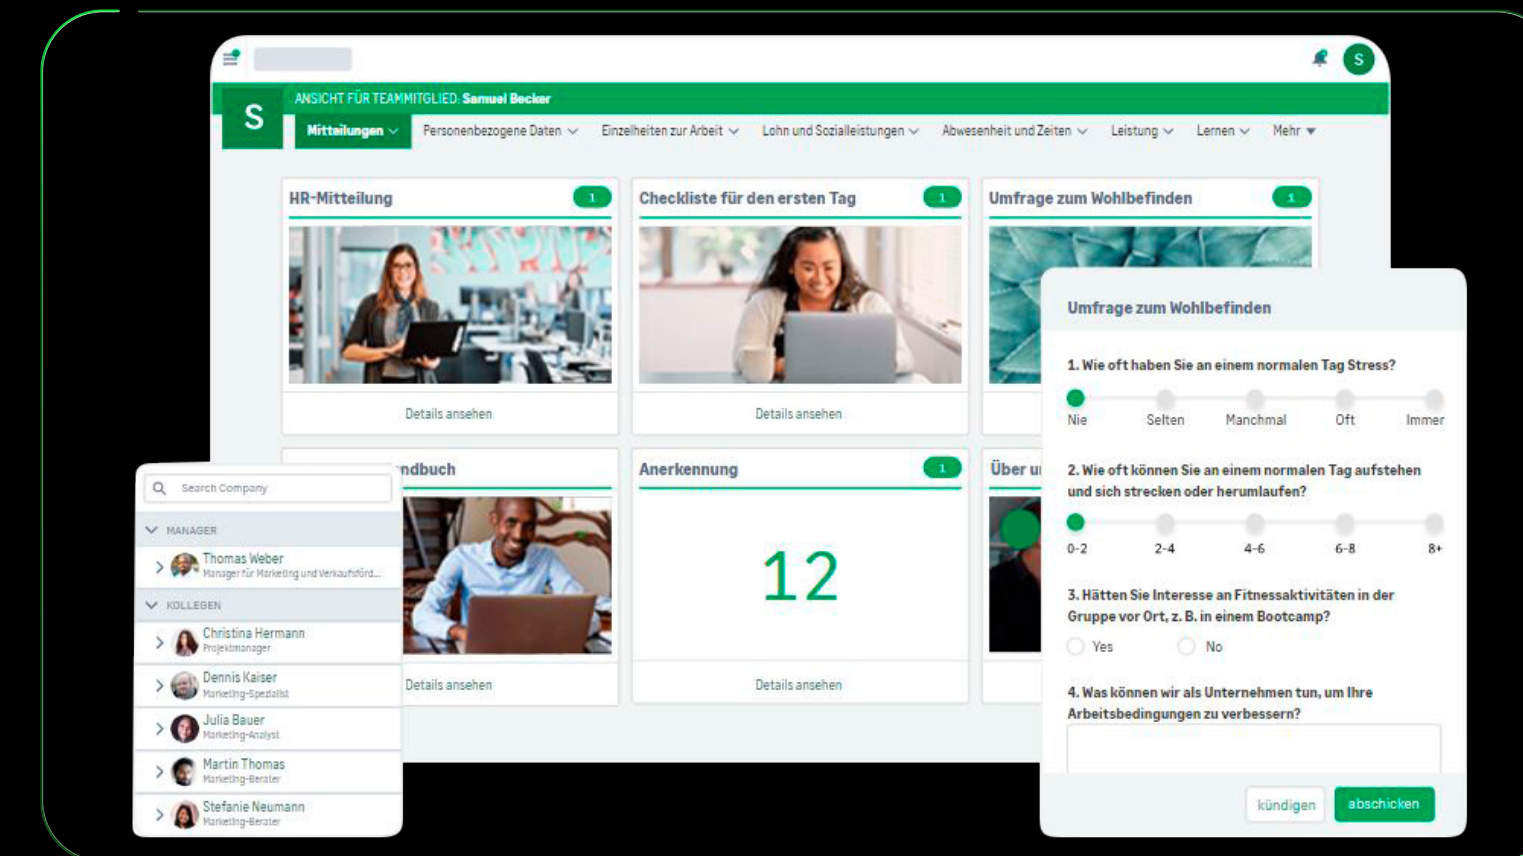 S
S
ANSICHT FÜR TEAMMITGLIED: Samuel Becker
Mitteilungen
Personenbezogene Daten
Einzelheiten zur Arbeit
Lohn und Sozialleistungen
Abwesenheit und Zeiten
Leistung
Lernen
Mehr
HR-Mitteilung
1
Details ansehen
Checkliste für den ersten Tag
1
Details ansehen
Umfrage zum Wohlbefinden
1
ndbuch
Details ansehen
Anerkennung
1
12
Details ansehen
Über u
Search Company
MANAGER
Thomas Weber
Manager für Marketing und Verkaufsförd...
KOLLEGEN
Christina Hermann
Projektmanager
Dennis Kaiser
Marketing-Spezialist
Julia Bauer
Marketing-Analyst
Martin Thomas
Marketing-Berater
Stefanie Neumann
Marketing-Berater
Umfrage zum Wohlbefinden
1. Wie oft haben Sie an einem normalen Tag Stress?
Nie Selten Manchmal Oft Immer
2. Wie oft können Sie an einem normalen Tag aufstehen
und sich strecken oder herumlaufen?
0-2 2-4 4-6 6-8 8+
3. Hätten Sie Interesse an Fitnessaktivitäten in der
Gruppe vor Ort, z. B. in einem Bootcamp?
Yes No
4. Was können wir als Unternehmen tun, um Ihre
Arbeitsbedingungen zu verbessern?
kündigen
abschicken